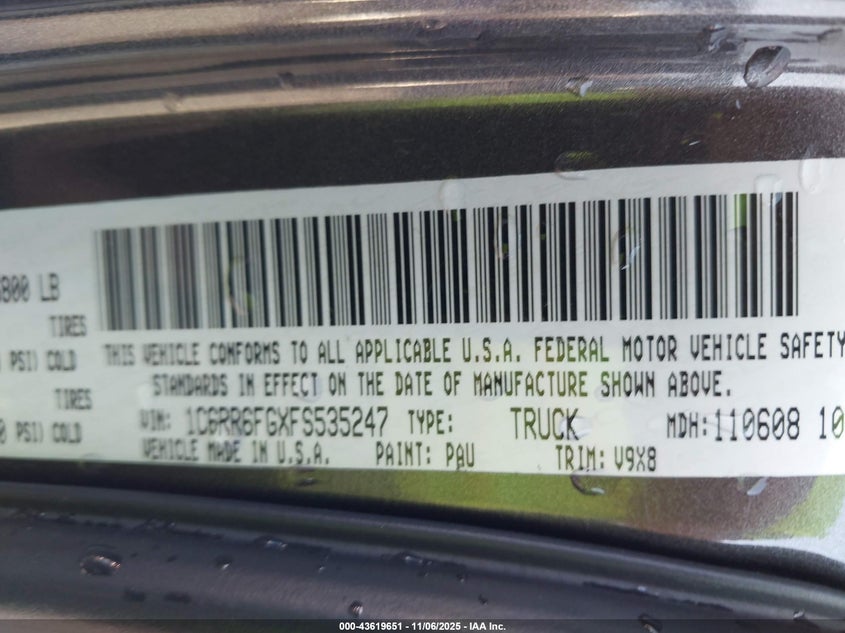 6800 LB
TIRES
PSI) COLD
TIRES
0 PSI) COLD
THIS VEHICLE CONFORMS TO ALL APPLICABLE U.S.A. FEDERAL MOTOR VEHICLE SAFETY
STANDARDS IN EFFECT ON THE DATE OF MANUFACTURE SHOWN ABOVE.
VIN: 1C6RR6FGXFS535247 TYPE: TRUCK MDH: 110608 10
VEHICLE MADE IN U.S.A. PAINT: PAU TRIM: V9X8
000-43619651 - 11/06/2025 - IAA Inc.